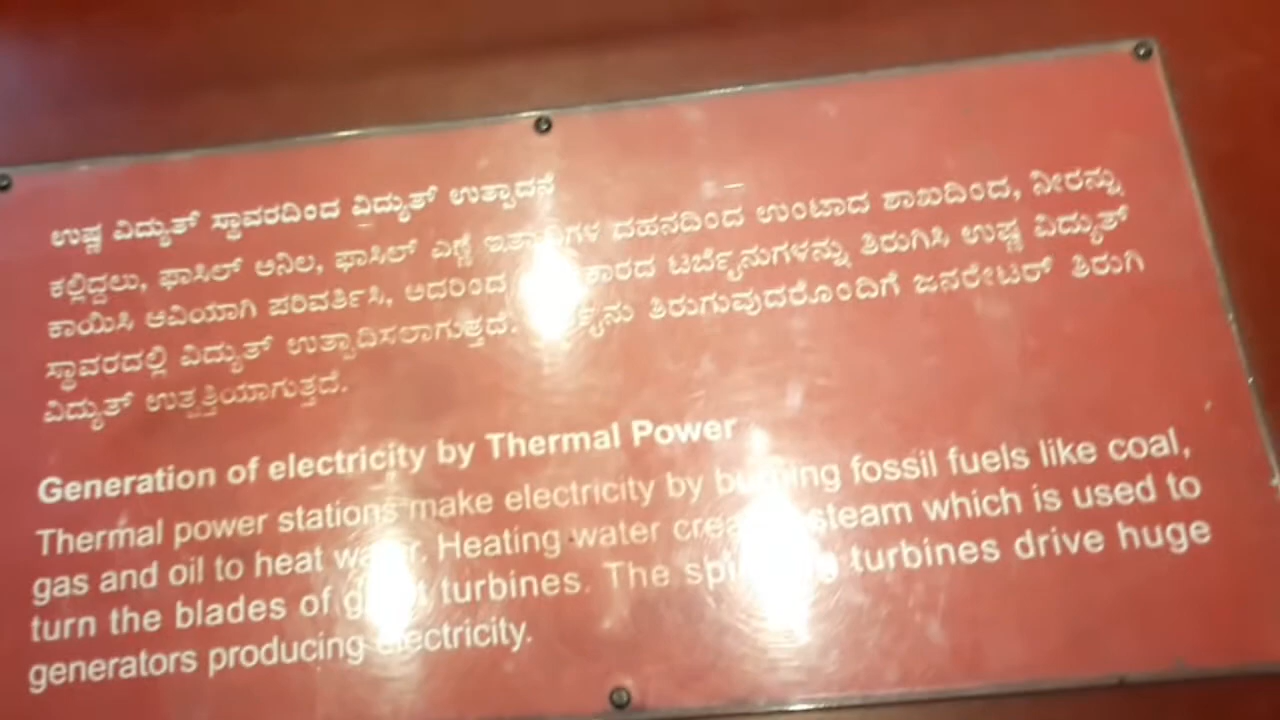 ಉಷ್ಣ ವಿದ್ಯುತ್ ಸ್ಥಾವರದಿಂದ ವಿದ್ಯುತ್ ಉತ್ಪಾದನೆ
ಕಲ್ಲಿದ್ದಲು, ಫಾಸಿಲ್ ಅನಿಲ, ಫಾಸಿಲ್ ಎಣ್ಣೆ ದಹನದಿಂದ ಉಂಟಾದ ಶಾಖದಿಂದ, ನೀರನ್ನು
ಕಾಯಿಸಿ ಆವಿಯಾಗಿ ಪರಿವರ್ತಿಸಿ, ಅದರಿಂದ ಟರ್ಬೈನುಗಳನ್ನು ತಿರುಗಿಸಿ ಉಷ್ಣ ವಿದ್ಯುತ್
ಸ್ಥಾವರದಲ್ಲಿ ವಿದ್ಯುತ್ ಉತ್ಪಾದಿಸಲಾಗುತ್ತದೆ. ತಿರುಗುವುದರೊಂದಿಗೆ ಜನರೇಟರ್ ತಿರುಗಿ
ವಿದ್ಯುತ್ ಉತ್ಪತ್ತಿಯಾಗುತ್ತದೆ.
Generation of electricity by Thermal Power
Thermal power stations make electricity by burning fossil fuels like coal,
gas and oil to heat water. Heating water steam which is used to
turn the blades of turbines. The turbines drive huge
generators producing electricity.